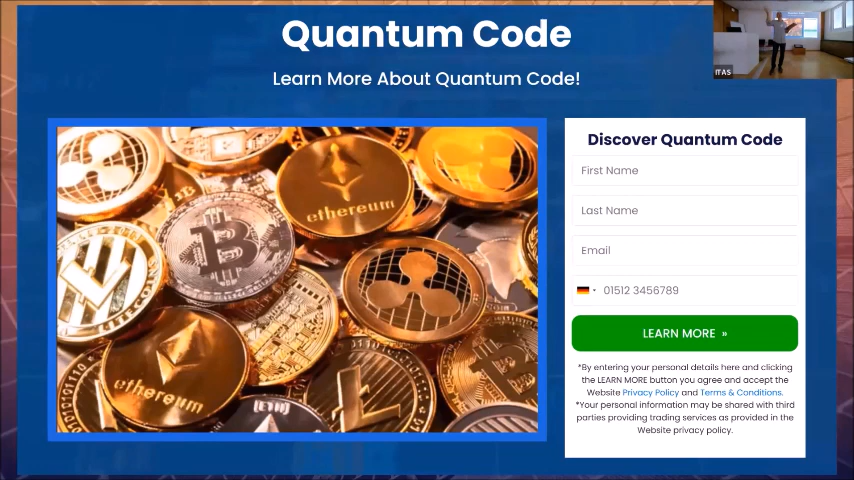 Quantum Code
Learn More About Quantum Code!
ITAS
Discover Quantum Code
First Name
Last Name
Email
01512 3456789
LEARN MORE »
*By entering your personal details here and clicking
the LEARN MORE button you agree and accept the
Website Privacy Policy and Terms & Conditions.
*Your personal information may be shared with third
parties providing trading services as provided in the
Website privacy policy.
ethereum
B
LITECOIN
ethereum